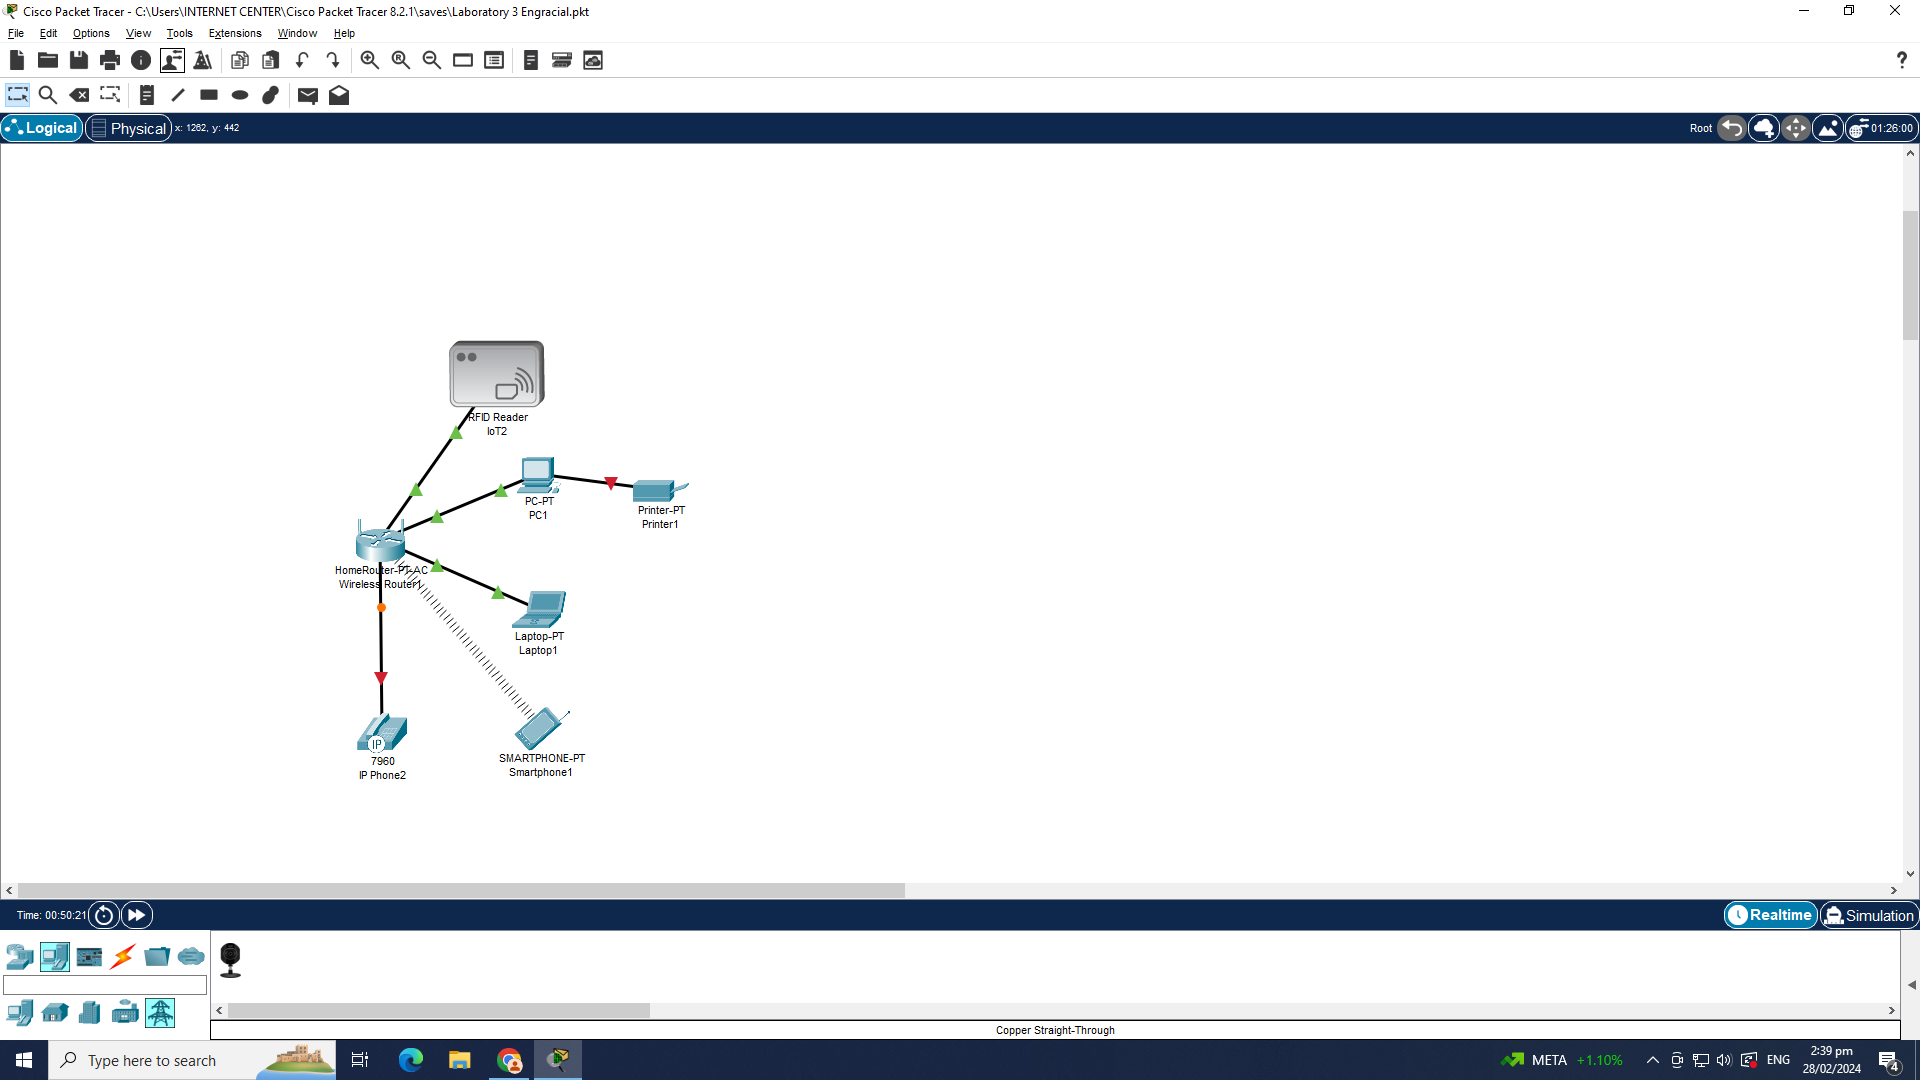 Cisco Packet Tracer - C:\Users\INTERNET CENTER\Cisco Packet Tracer 8.2.1\saves\Laboratory 3 Engracial.pkt
File Edit Options View Tools Extensions Window Help
?
Logical Physical x: 1262, y: 442 Root 01:26:00
RFID Reader
IoT2
PC-PT
PC1
Printer-PT
Printer1
HomeRouter-PT-AC
Wireless Router1
Laptop-PT
Laptop1
IP
7960
IP Phone2
SMARTPHONE-PT
Smartphone1
Time: 00:50:21 Realtime Simulation
Copper Straight-Through
Type here to search META +1.10% ENG 2:39 pm
28/02/2024 4